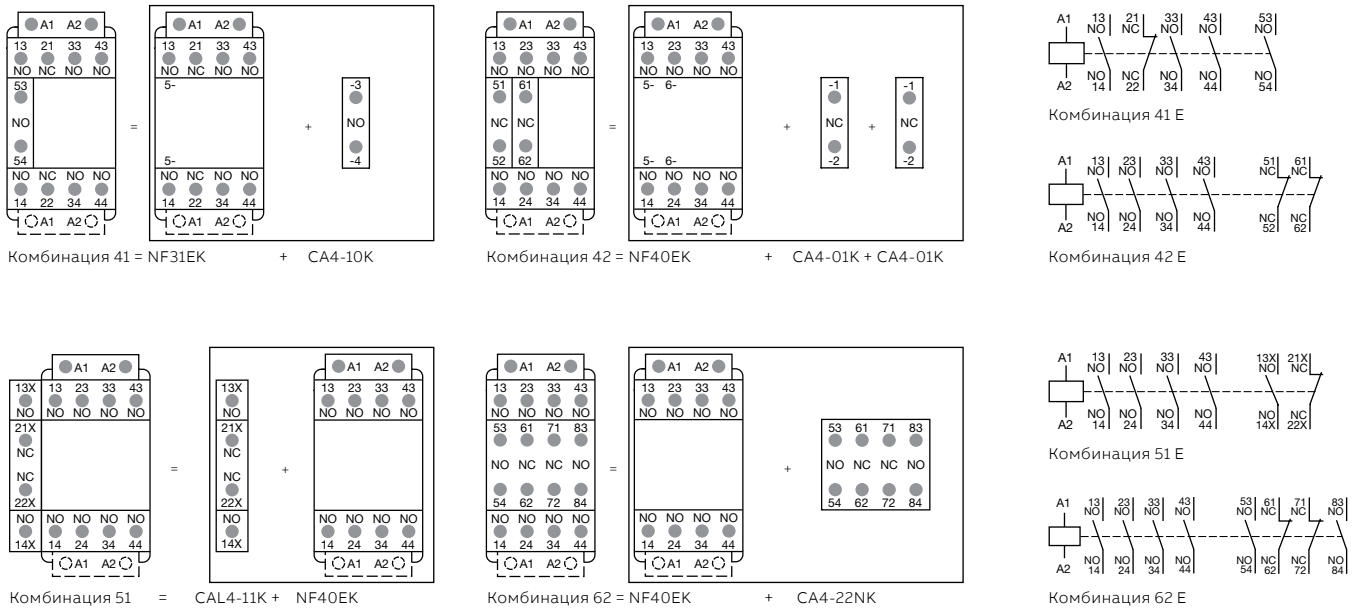 A1 A2
13 21 33 43
NO NC NO NO
53
NO
54
NO NC NO NO
14 22 34 44
A1 A2
=
A1 A2
13 21 33 43
NO NC NO NO
5-
5-
NO NC NO NO
14 22 34 44
A1 A2
+
-3
NO
-4
Комбинация 41 = NF31EK + CA4-10K
A1 A2
13 23 33 43
NO NO NO NO
51 61
NC NC
52 62
NO NO NO NO
14 24 34 44
A1 A2
=
A1 A2
13 23 33 43
NO NO NO NO
5- 6-
5- 6-
NO NO NO NO
14 24 34 44
A1 A2
+
-1
NC
-2
+
-1
NC
-2
Комбинация 42 = NF40EK + CA4-01K + CA4-01K
A1 13 21 33 43 53
NO NC NO NO NO
NO NC NO NO NO
A2 14 22 34 44 54
Комбинация 41 E
A1 13 23 33 43 51 61
NO NO NO NO NC NC
NO NO NO NO NC NC
A2 14 24 34 44 52 62
Комбинация 42 E
A1 A2
13X 13 23 33 43
NO NO NO NO NO
21X
NC
NC
22X
NO NO NO NO NO
14X 14 24 34 44
A1 A2
=
13X
NO
21X
NC
NC
22X
NO
14X
+
A1 A2
13 23 33 43
NO NO NO NO
NO NO NO NO
14 24 34 44
A1 A2
Комбинация 51 = CAL4-11K + NF40EK
A1 A2
13 23 33 43
NO NO NO NO
53 61 71 83
NO NC NC NO
54 62 72 84
NO NO NO NO
14 24 34 44
A1 A2
=
A1 A2
13 23 33 43
NO NO NO NO
NO NO NO NO
14 24 34 44
A1 A2
+
53 61 71 83
NO NC NC NO
54 62 72 84
Комбинация 62 = NF40EK + CA4-22NK
A1 13 23 33 43 13X 21X
NO NO NO NO NO NC
NO NO NO NO NO NC
A2 14 24 34 44 14X 22X
Комбинация 51 E
A1 13 23 33 43 53 61 71 83
NO NO NO NO NO NC NC NO
NO NO NO NO NO NC NC NO
A2 14 24 34 44 54 62 72 84
Комбинация 62 E